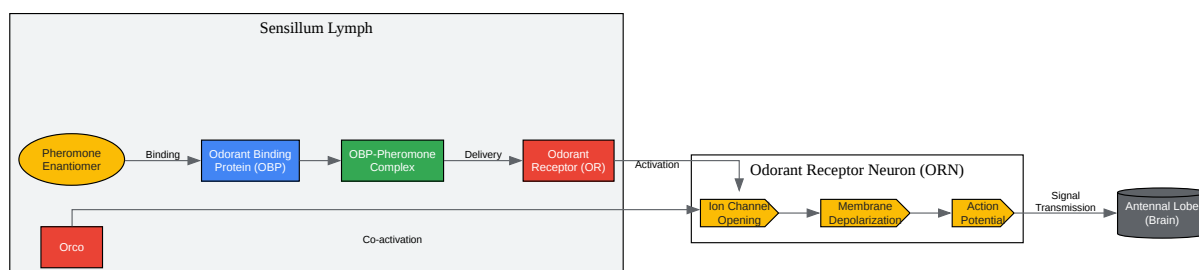 Sensillum Lymph
Pheromone
Enantiomer
Binding
Odorant Binding
Protein (OBP)
OBP-Pheromone
Complex
Delivery
Odorant
Receptor (OR)
Activation
Odorant Receptor Neuron (ORN)
Ion Channel
Opening
Membrane
Depolarization
Action
Potential
Signal
Transmission
Antennal Lobe
(Brain)
Orco
Co-activation